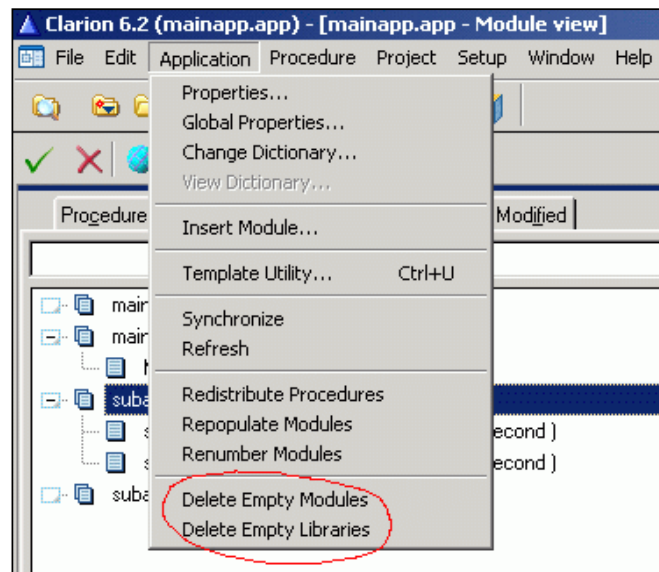 Clarion 6.2 (mainapp.app) - [mainapp.app - Module view]
File Edit Application Procedure Project Setup Window Help
Properties...
Global Properties...
Change Dictionary...
View Dictionary...
Procedure
Modified
Insert Module...
Template Utility... Ctrl+U
Synchronize
Refresh
Redistribute Procedures
Repopulate Modules
econd )
Renumber Modules
econd )
Delete Empty Modules
Delete Empty Libraries